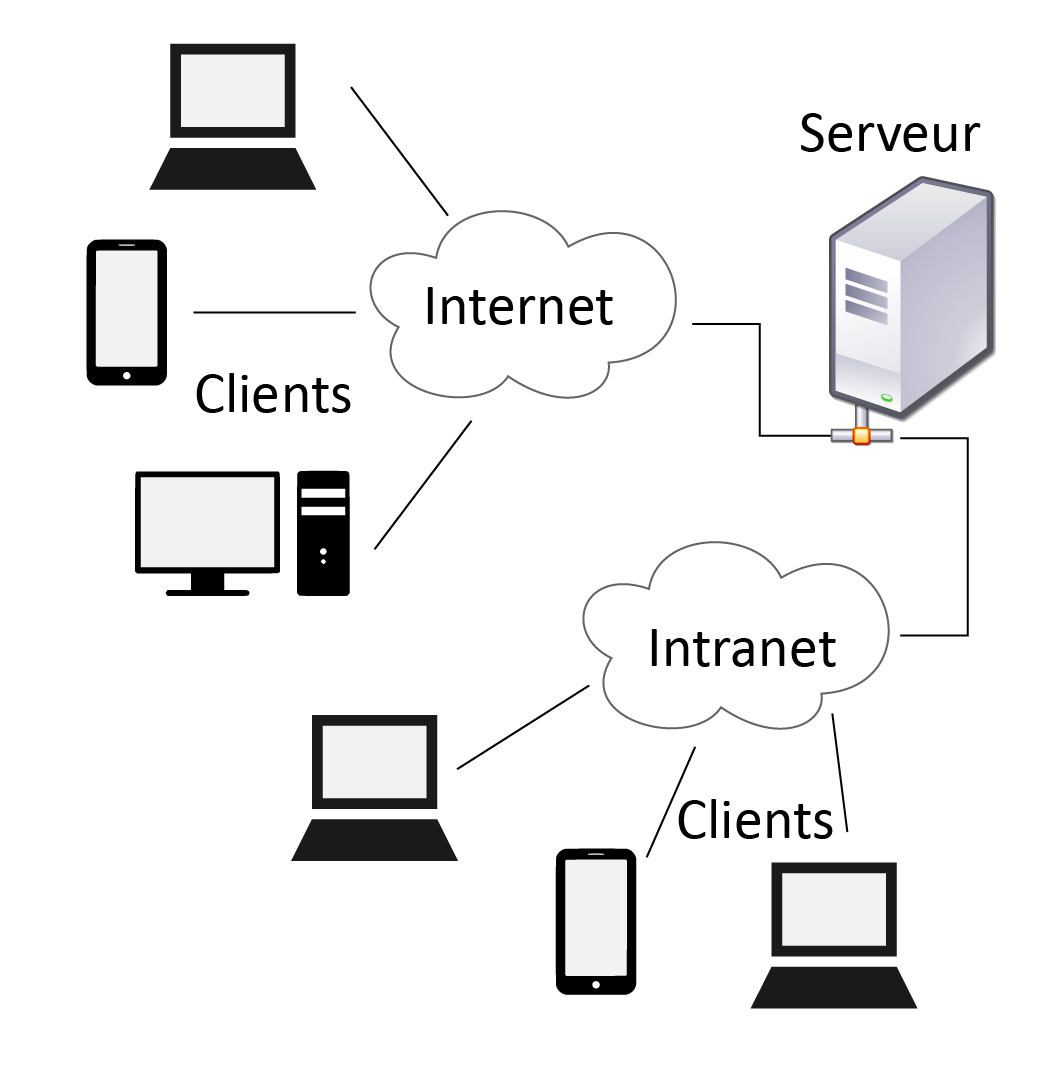 Serveur
Internet
Clients
Intranet
Clients